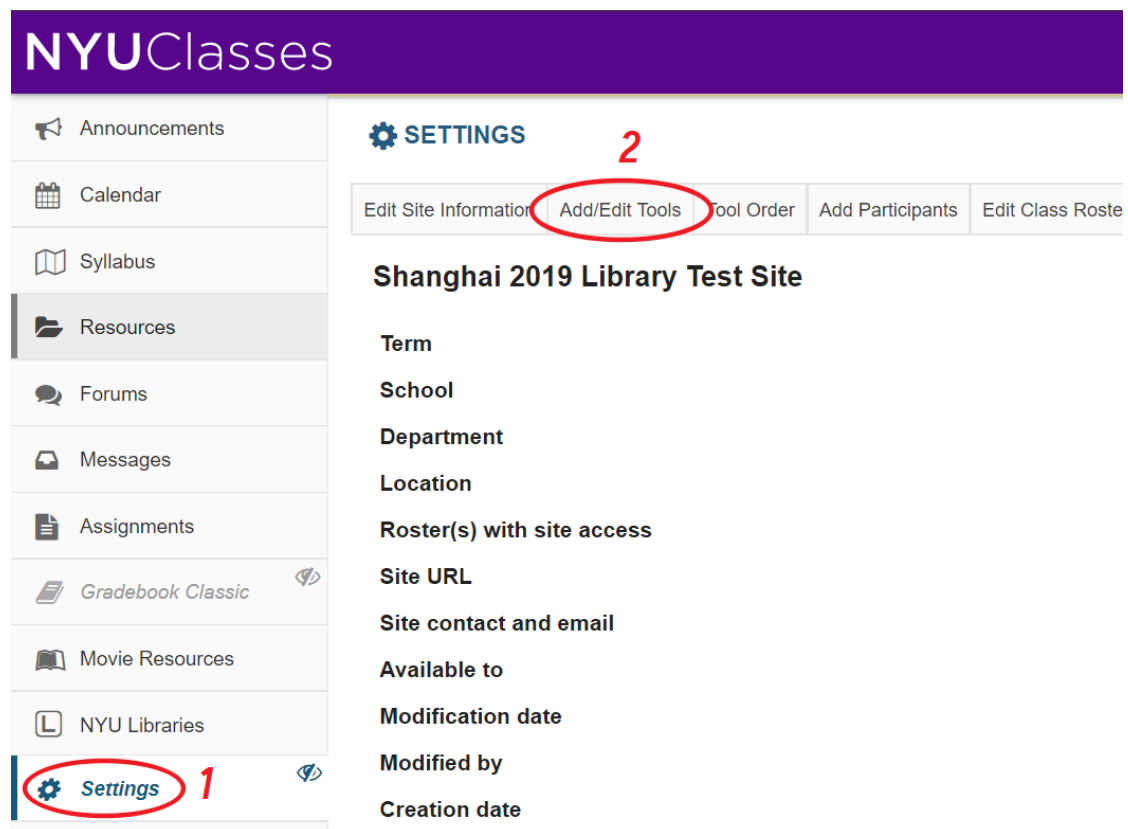 NYUClasses
Announcements
Calendar
Syllabus
Resources
Forums
Messages
Assignments
Gradebook Classic
Movie Resources
L NYU Libraries
Settings 1
SETTINGS
2
Edit Site Information Add/Edit Tools Tool Order Add Participants Edit Class Roste
Shanghai 2019 Library Test Site
Term
School
Department
Location
Roster(s) with site access
Site URL
Site contact and email
Available to
Modification date
Modified by
Creation date